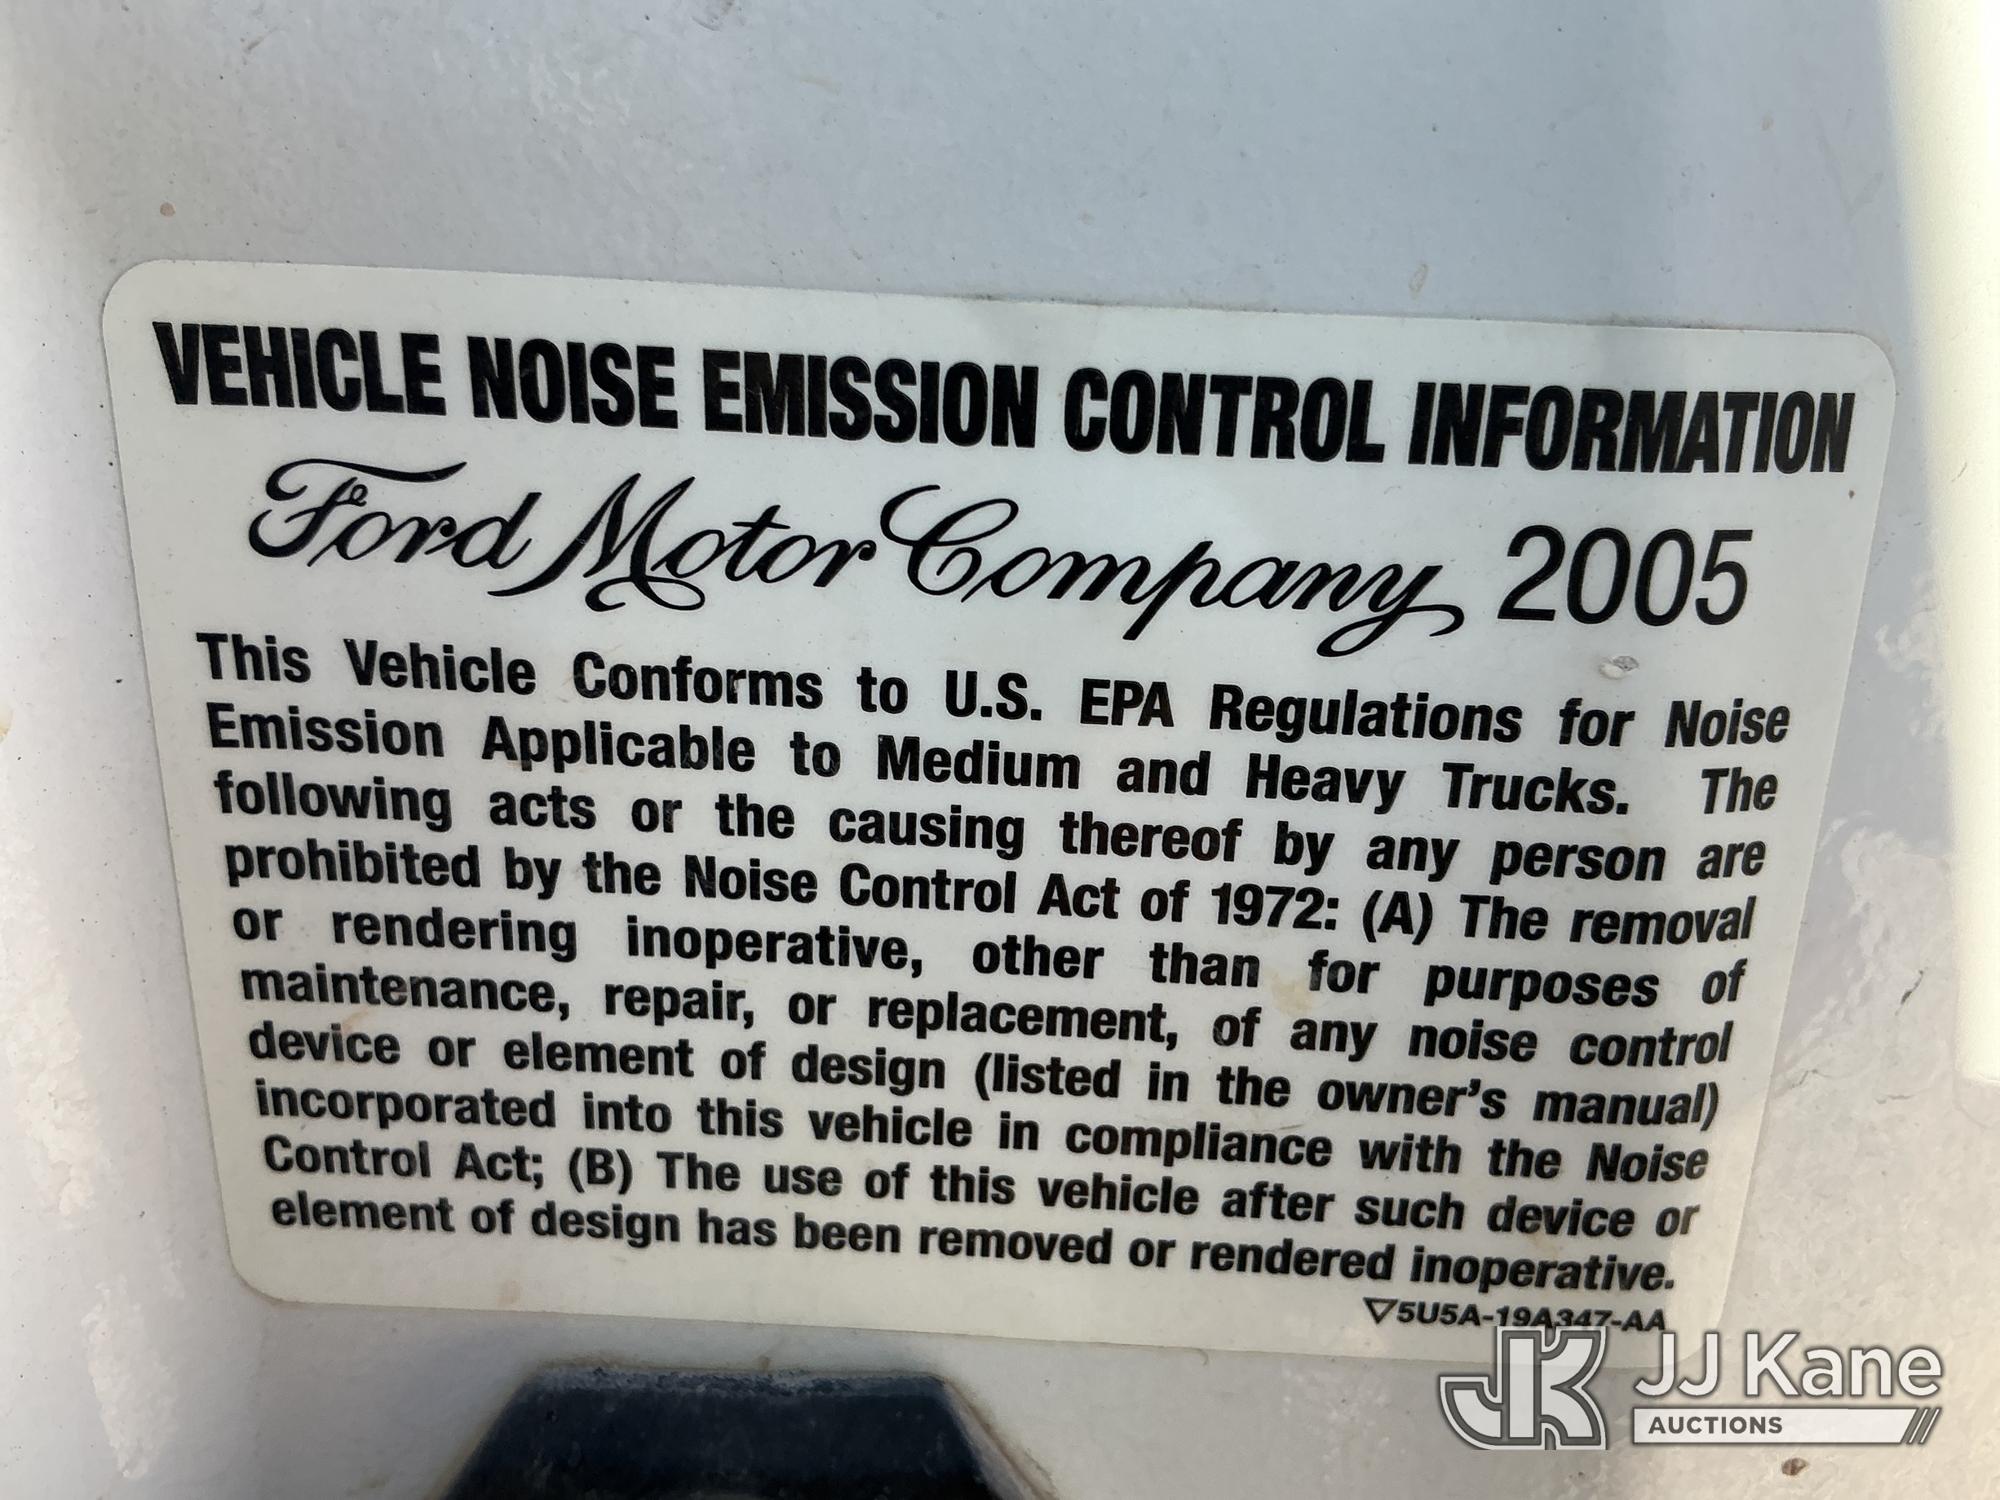 VEHICLE NOISE EMISSION CONTROL INFORMATION
Ford Motor Company 2005
This Vehicle Conforms to U.S. EPA Regulations for Noise
Emission Applicable to Medium and Heavy Trucks. The
following acts or the causing thereof by any person are
prohibited by the Noise Control Act of 1972: (A) The removal
or rendering inoperative, other than for purposes of
maintenance, repair, or replacement, of any noise control
device or element of design (listed in the owner's manual)
incorporated into this vehicle in compliance with the Noise
Control Act; (B) The use of this vehicle after such device or
element of design has been removed or rendered inoperative.
▽5U5A-19A347-AA
JK JJ Kane
AUCTIONS